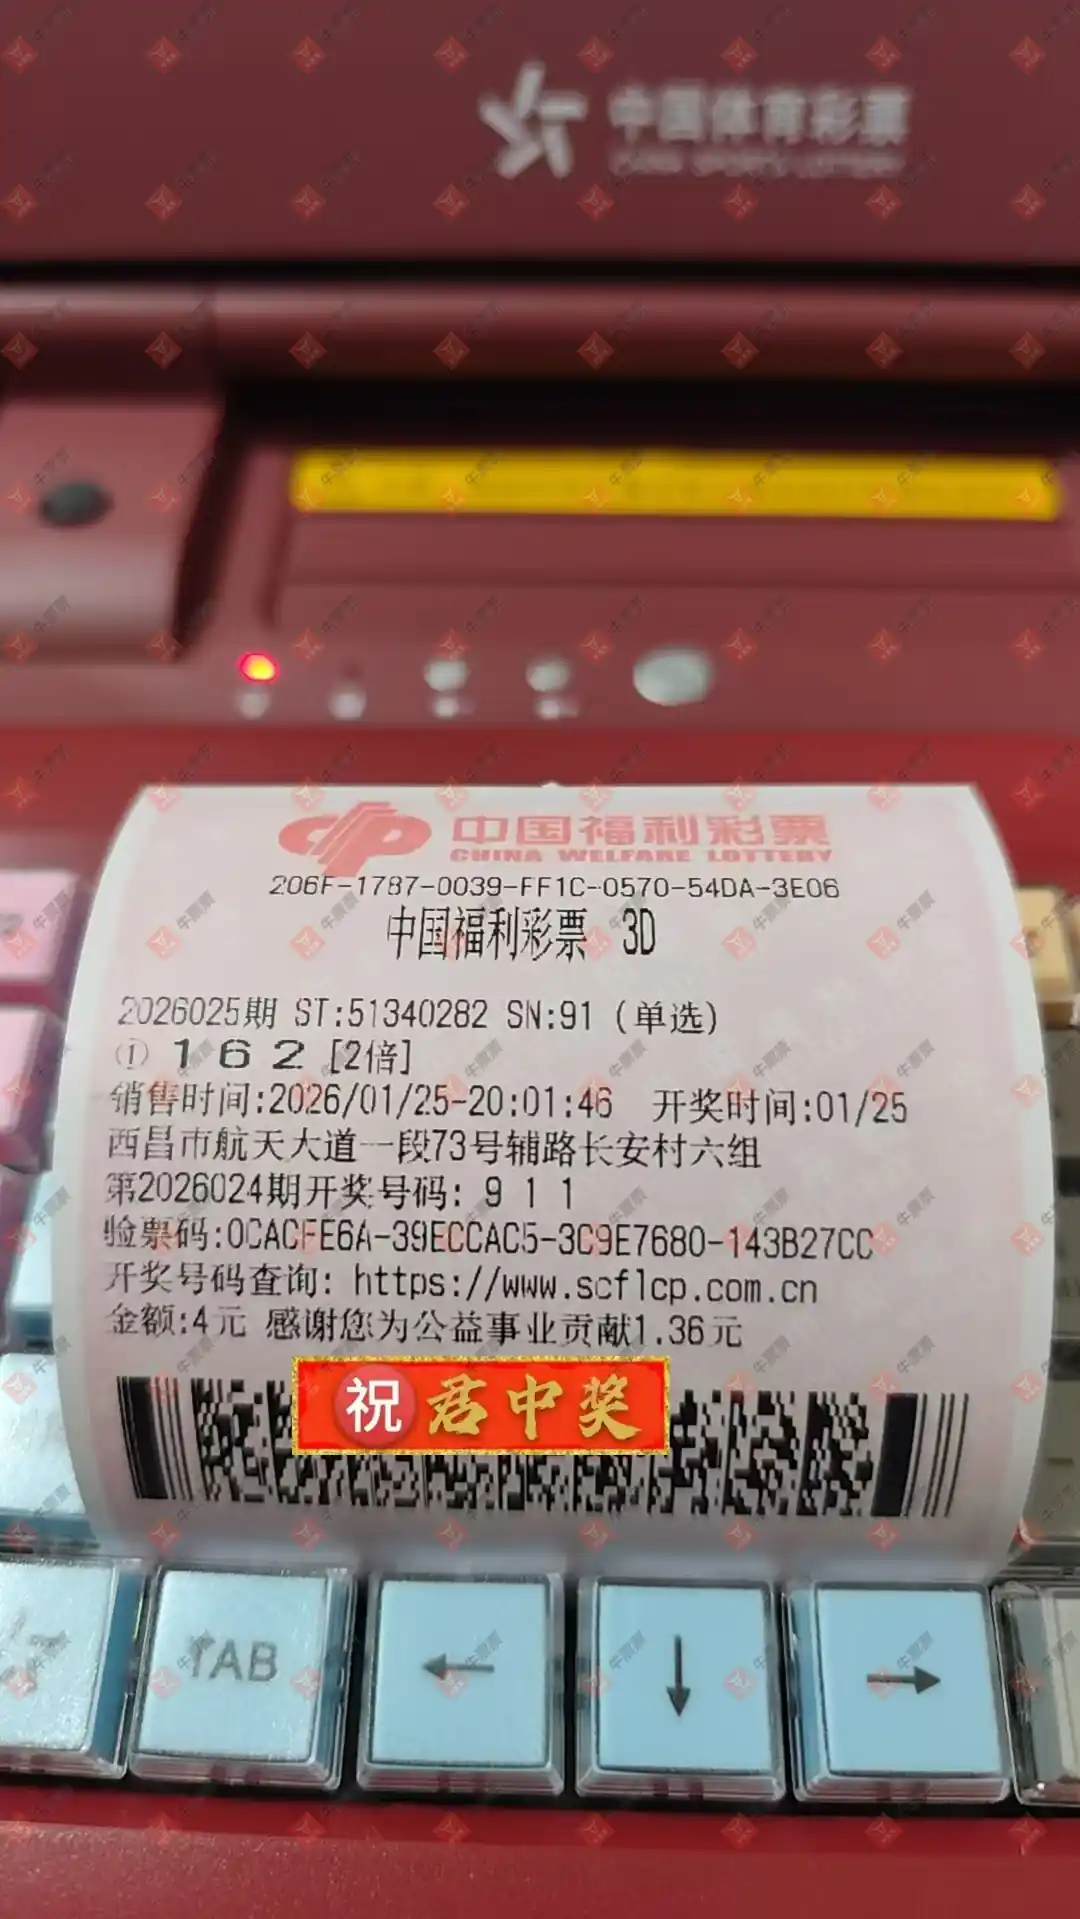 中国体育彩票
CHINA SPORTS LOTTERY
中国福利彩票
CHINA WELFARE LOTTERY
206F-1787-0039-FF1C-0570-54DA-3E06
中国福利彩票 3D
2026025期 ST:51340282 SN:91 (单选)
① 1 6 2 [2倍]
销售时间:2026/01/25-20:01:46 开奖时间:01/25
西昌市航天大道一段73号辅路长安村六组
第2026024期开奖号码: 9 1 1
验票码:0CACFE6A-39ECCAC5-3C9E7680-143B27CC
开奖号码查询: https://www.scflcp.com.cn
金额:4元 感谢您为公益事业贡献1.36元
祝君中奖
TAB ← ↓ →
牛票票